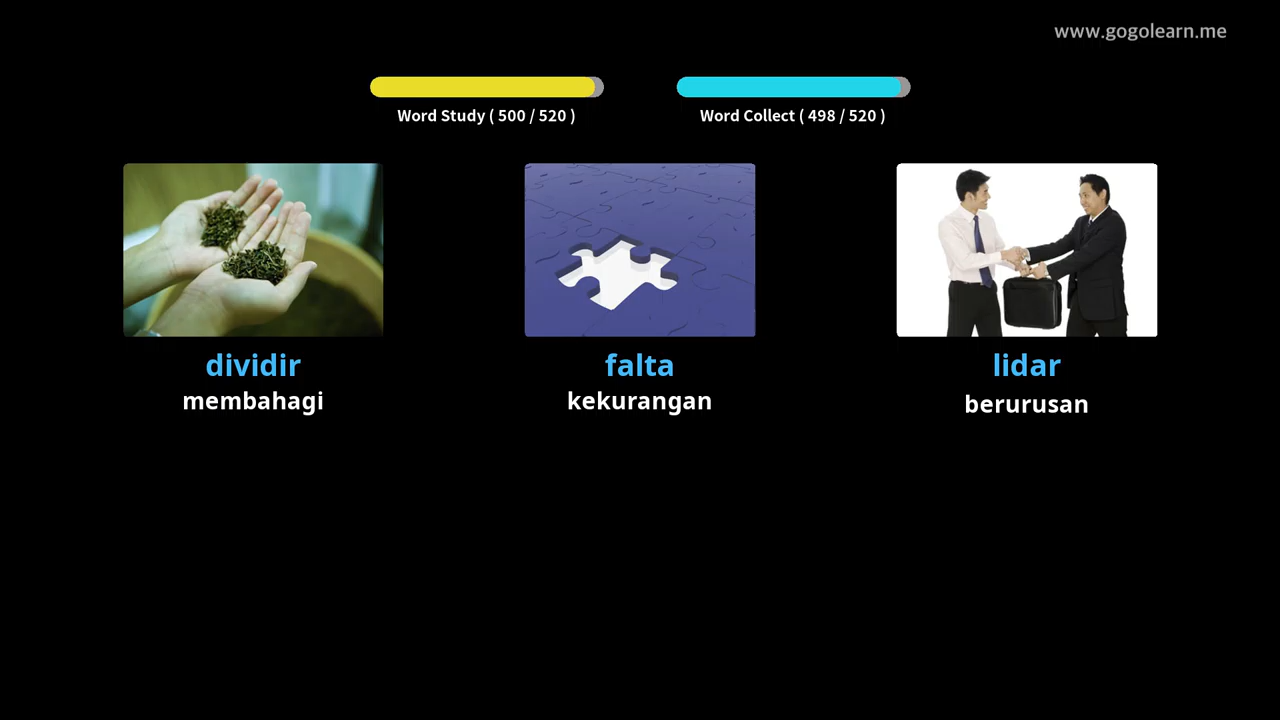 www.gogolearn.me
Word Study ( 500 / 520 )
Word Collect ( 498 / 520 )
dividir
membahagi
falta
kekurangan
lidar
berurusan